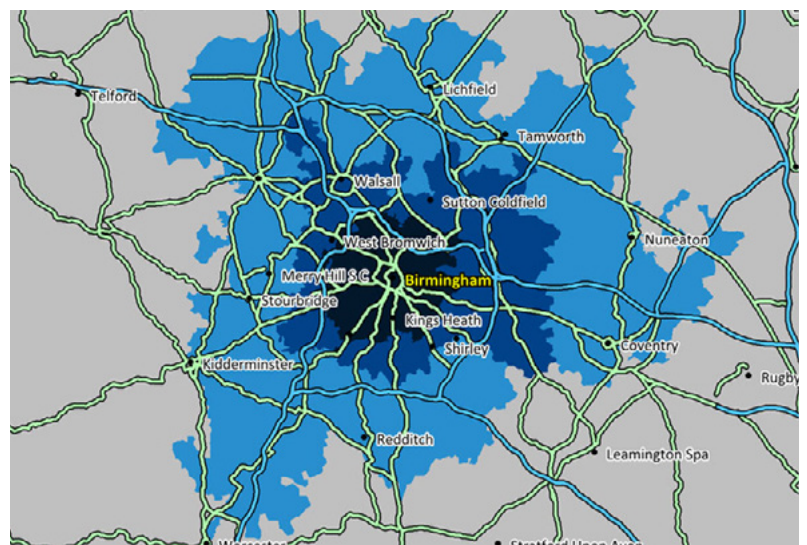 Lichfield
Telford
Tamworth
Walsall
Sutton Coldfield
Nuneaton
West Bromwich
Merry Hill S.C
Birmingham
Stourbridge
Kings Heath
Shirley
Coventry
Kidderminster
Rugby
Redditch
Leamington Spa